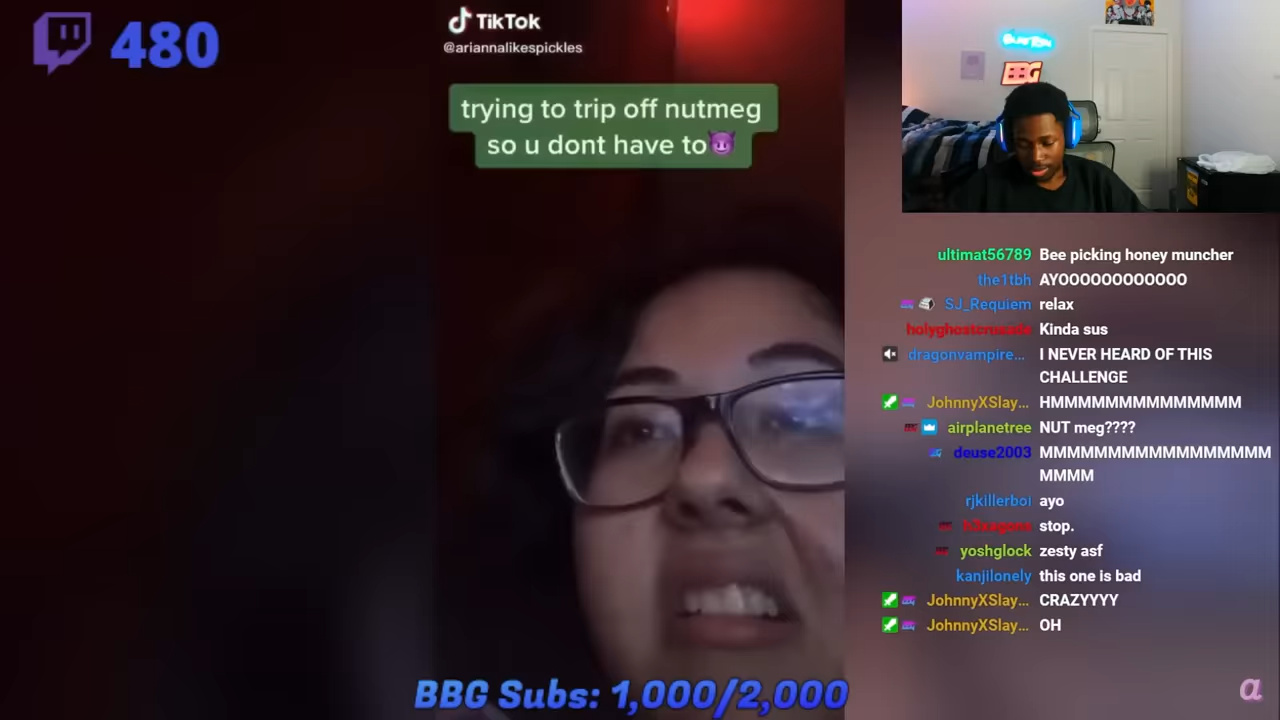 480
TikTok
@ariannalikespickles
trying to trip off nutmeg
so u dont have to😈
BBG
ultimat56789 Bee picking honey muncher
the1tbh AYOOOOOOOOOOOO
SJ_Requiem relax
holyghostcrusade Kinda sus
dragonvampire... I NEVER HEARD OF THIS
CHALLENGE
JohnnyXSlay... HMMMMMMMMMMMMMM
airplanetree NUT meg????
deuse2003 MMMMMMMMMMMMMMMMM
MMMM
rjkillerboi ayo
stop.
yoshglock zesty asf
kanjilonely this one is bad
JohnnyXSlay... CRAZYYYY
JohnnyXSlay... OH
BBG Subs: 1,000/2,000
a